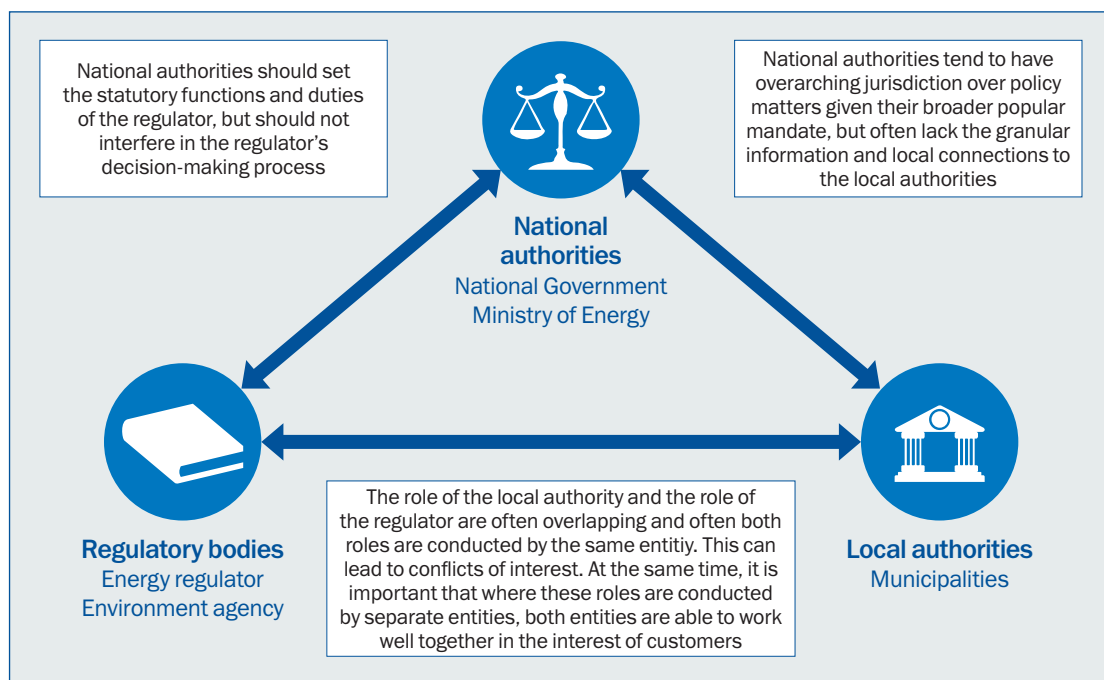 National authorities should set
the statutory functions and duties
of the regulator, but should not
interfere in the regulator’s
decision-making process
National authorities tend to have
overarching jurisdiction over policy
matters given their broader popular
mandate, but often lack the granular
information and local connections to
the local authorities
National
authorities
National Government
Ministry of Energy
Regulatory bodies
Energy regulator
Environment agency
The role of the local authority and the role of
the regulator are often overlapping and often both
roles are conducted by the same entitiy. This can
lead to conflicts of interest. At the same time, it is
important that where these roles are conducted
by separate entities, both entities are able to work
well together in the interest of customers
Local authorities
Municipalities